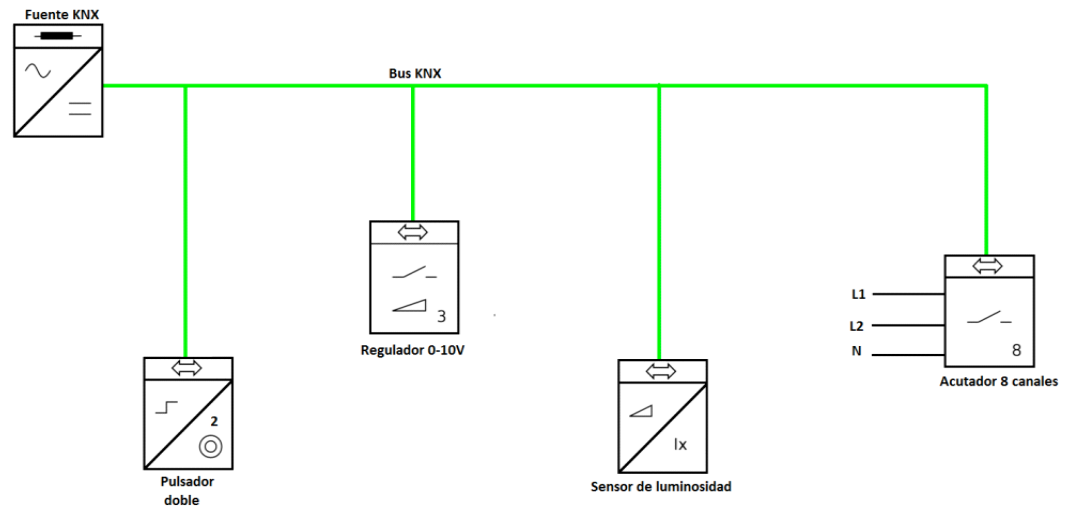 Fuente KNX
Bus KNX
3
Regulador 0-10V
L1
L2
N
8
Acutador 8 canales
2
Pulsador
doble
lx
Sensor de luminosidad